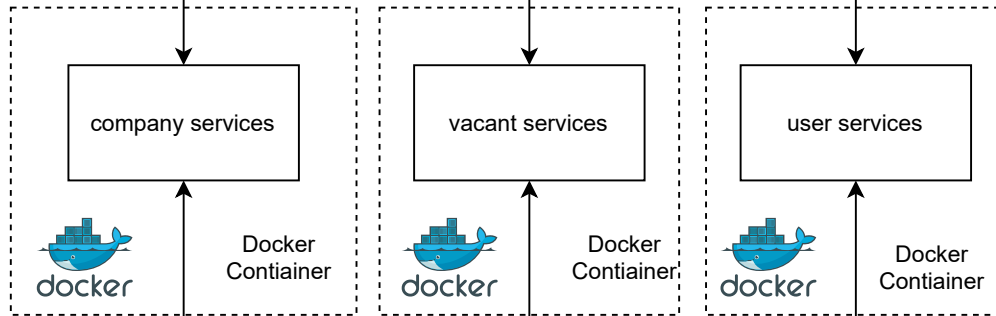 company services
vacant services
user services
Docker
Contiainer
docker
Docker
Contiainer
docker
Docker
Contiainer
docker